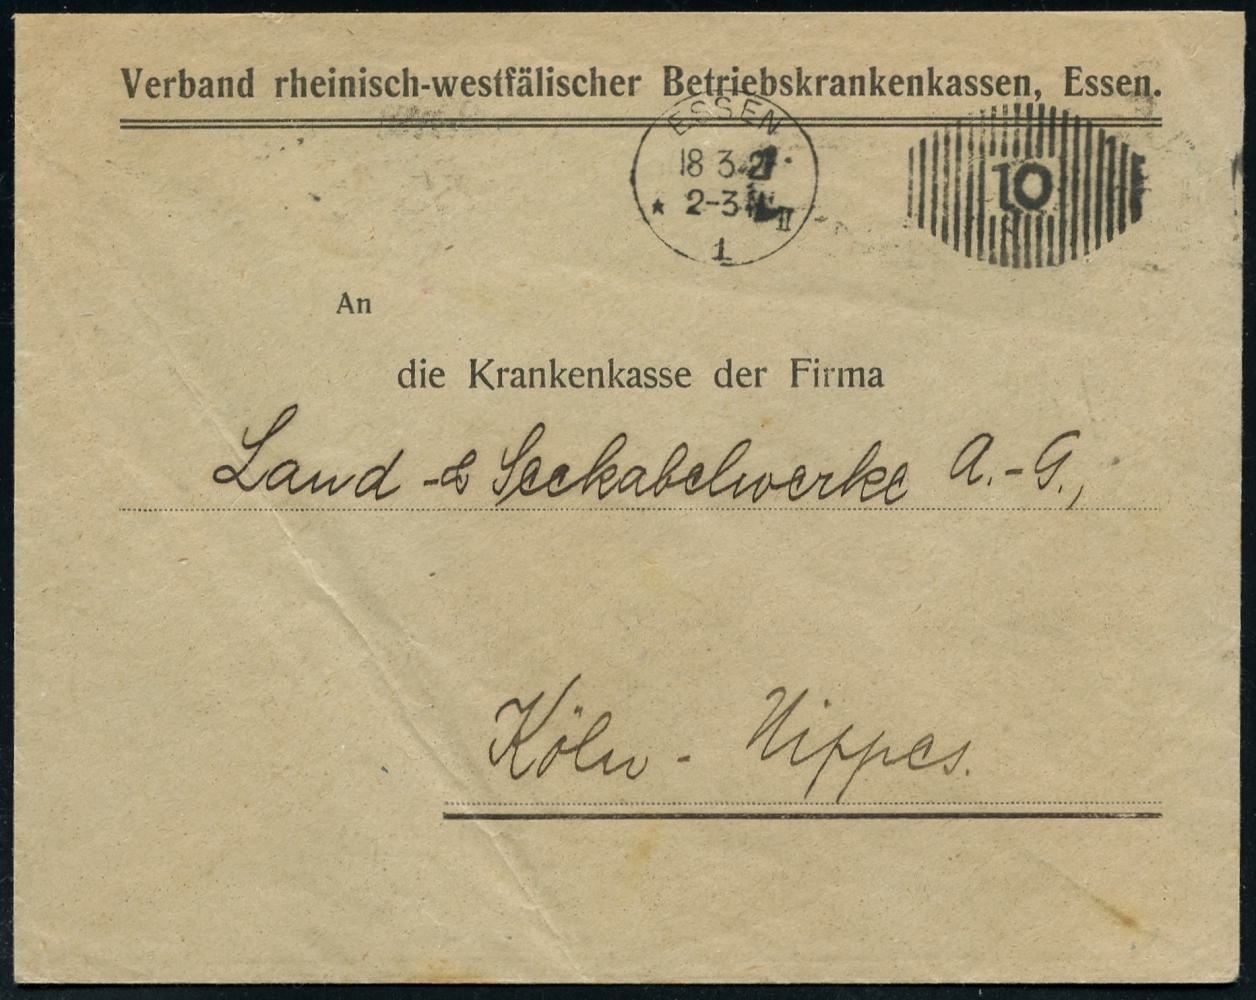 Verband rheinisch-westfälischer Betriebskrankenkassen, Essen.
ESSEN
18 3.
* 2-3 II
1
10
An
die Krankenkasse der Firma
Land- & Seekabelwerke A.-G.,
Köln - Nippes.